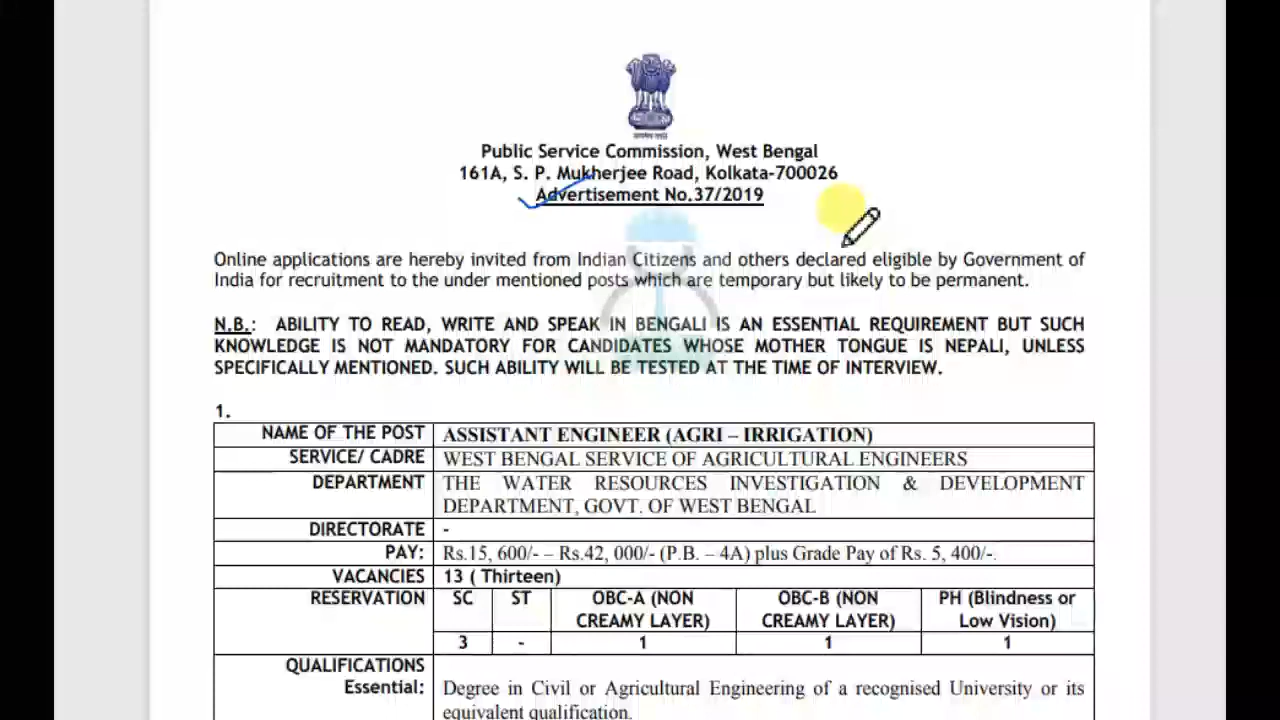 Public Service Commission, West Bengal
161A, S. P. Mukherjee Road, Kolkata-700026
Advertisement No.37/2019
Online applications are hereby invited from Indian Citizens and others declared eligible by Government of
India for recruitment to the under mentioned posts which are temporary but likely to be permanent.
N.B.: ABILITY TO READ, WRITE AND SPEAK IN BENGALI IS AN ESSENTIAL REQUIREMENT BUT SUCH
KNOWLEDGE IS NOT MANDATORY FOR CANDIDATES WHOSE MOTHER TONGUE IS NEPALI, UNLESS
SPECIFICALLY MENTIONED. SUCH ABILITY WILL BE TESTED AT THE TIME OF INTERVIEW.
1.
NAME OF THE POST ASSISTANT ENGINEER (AGRI – IRRIGATION)
SERVICE/ CADRE WEST BENGAL SERVICE OF AGRICULTURAL ENGINEERS
DEPARTMENT THE WATER RESOURCES INVESTIGATION & DEVELOPMENT
DEPARTMENT, GOVT. OF WEST BENGAL
DIRECTORATE -
PAY: Rs.15, 600/- – Rs.42, 000/- (P.B. – 4A) plus Grade Pay of Rs. 5, 400/-.
VACANCIES 13 ( Thirteen)
RESERVATION SC ST OBC-A (NON OBC-B (NON PH (Blindness or
CREAMY LAYER) CREAMY LAYER) Low Vision)
3 - 1 1 1
QUALIFICATIONS
Essential: Degree in Civil or Agricultural Engineering of a recognised University or its
equivalent qualification.